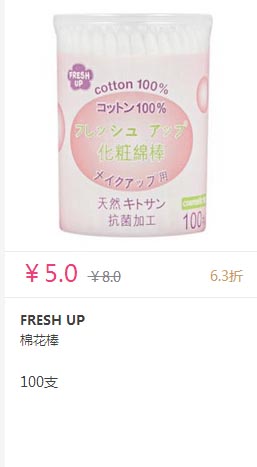 FRESH
UP
cotton 100%
コットン100%
フレッシュ アップ
化粧綿棒
メイクアップ用
天然キトサン
抗菌加工
100
¥5.0 ¥8.0 6.3折
FRESH UP
棉花棒
100支